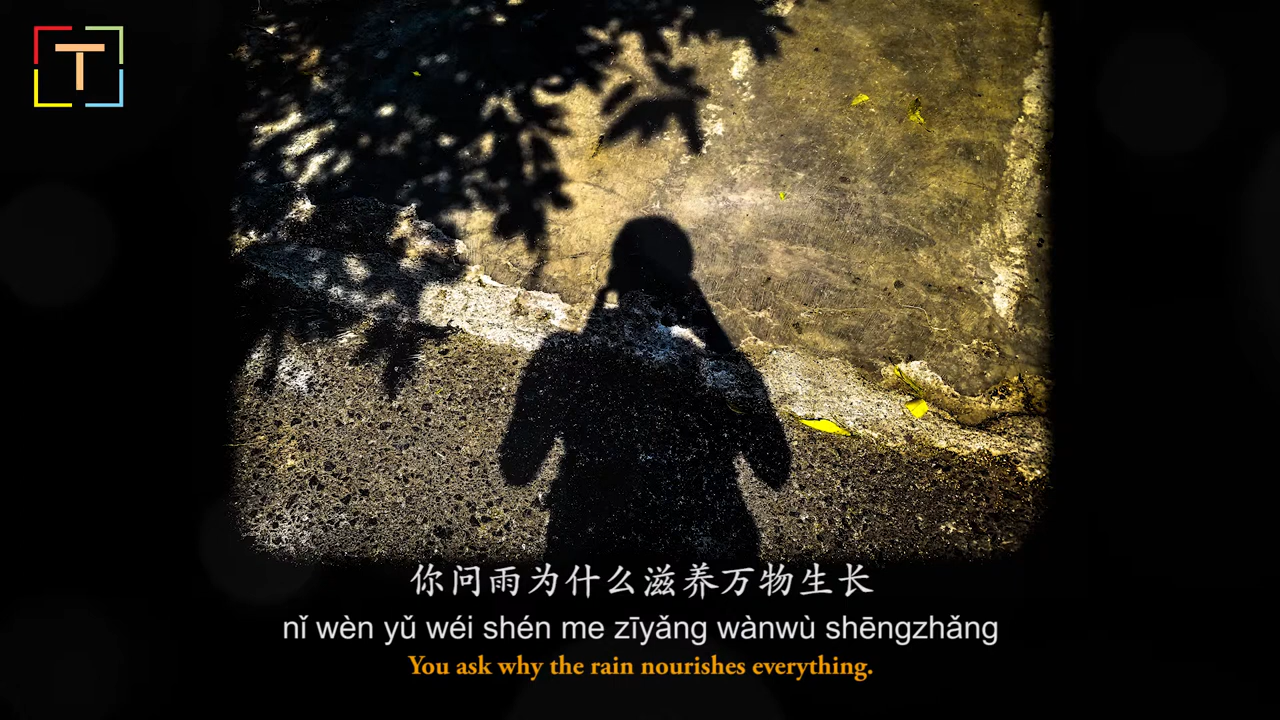 T
你问雨为什么滋养万物生长
nǐ wèn yǔ wéi shén me zīyǎng wànwù shēngzhǎng
You ask why the rain nourishes everything.